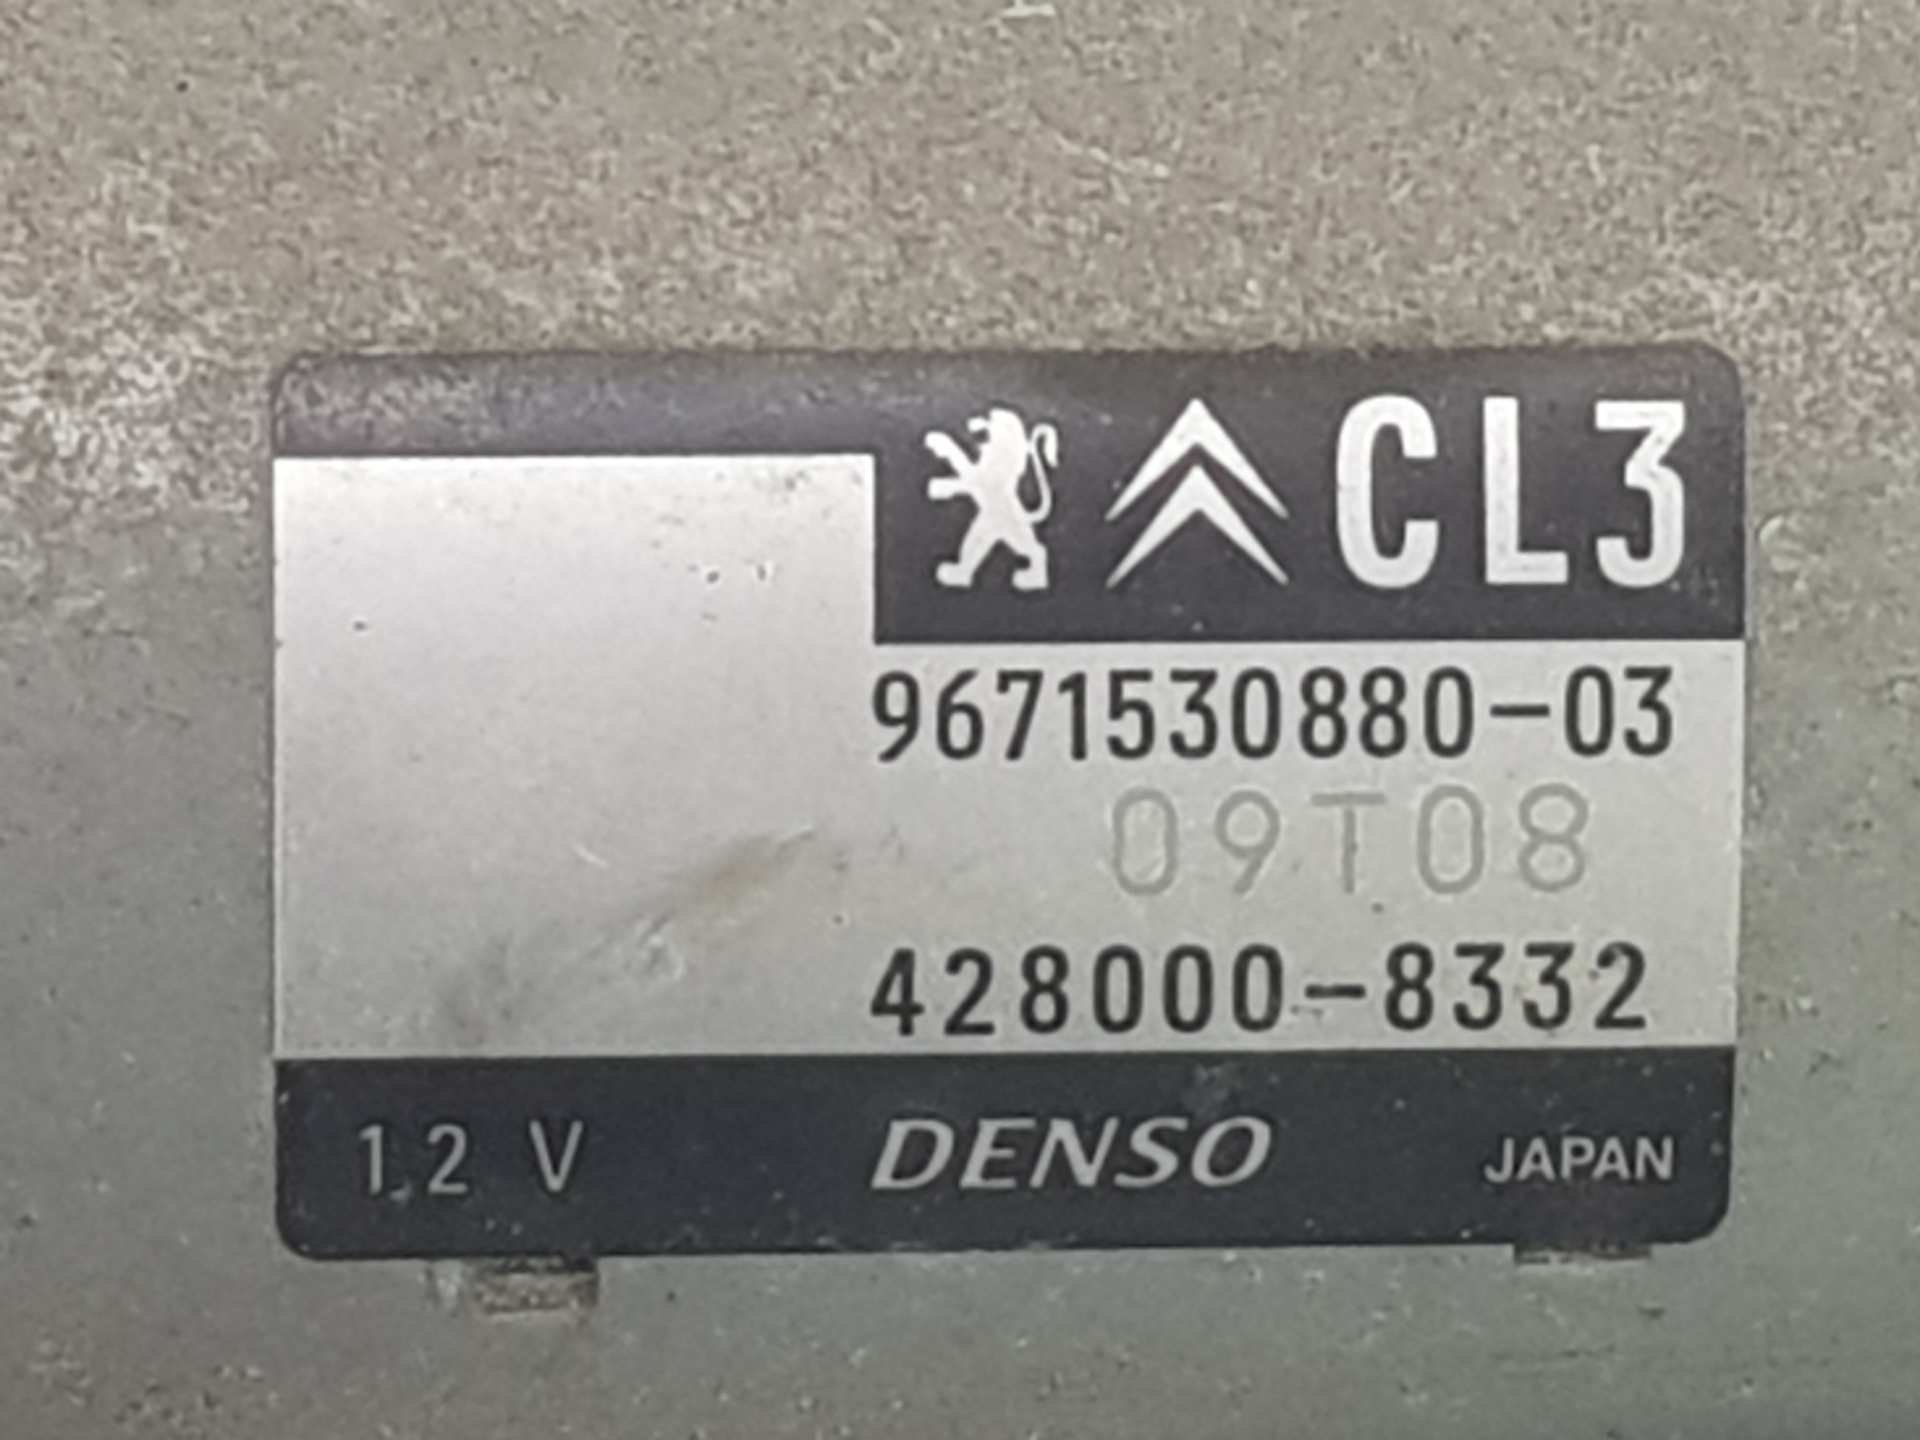 CL3
9671530880-03
09T08
428000-8332
12 V DENSO JAPAN